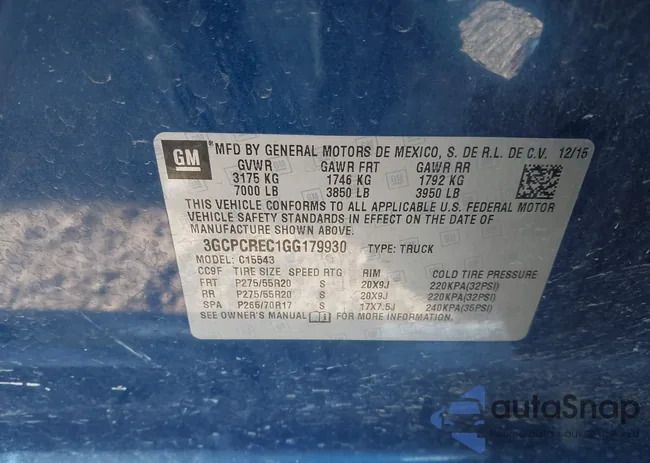 GM
*MFD BY GENERAL MOTORS DE MEXICO, S. DE R.L. DE C.V. 12/15
GVWR GAWR FRT GAWR RR
3175 KG 1746 KG 1792 KG
7000 LB 3850 LB 3950 LB
THIS VEHICLE CONFORMS TO ALL APPLICABLE U.S. FEDERAL MOTOR
VEHICLE SAFETY STANDARDS IN EFFECT ON THE DATE OF
MANUFACTURE SHOWN ABOVE.
3GCPCREC1GG179930 TYPE: TRUCK
MODEL: C15543
CC9F TIRE SIZE SPEED RTG RIM COLD TIRE PRESSURE
FRT P275/55R20 S 20X9J 220KPA(32PSI)
RR P275/55R20 S 20X9J 220KPA(32PSI)
SPA P265/70R17 S 17X7.5J 240KPA(35PSI)
SEE OWNER'S MANUAL FOR MORE INFORMATION
autoSnap